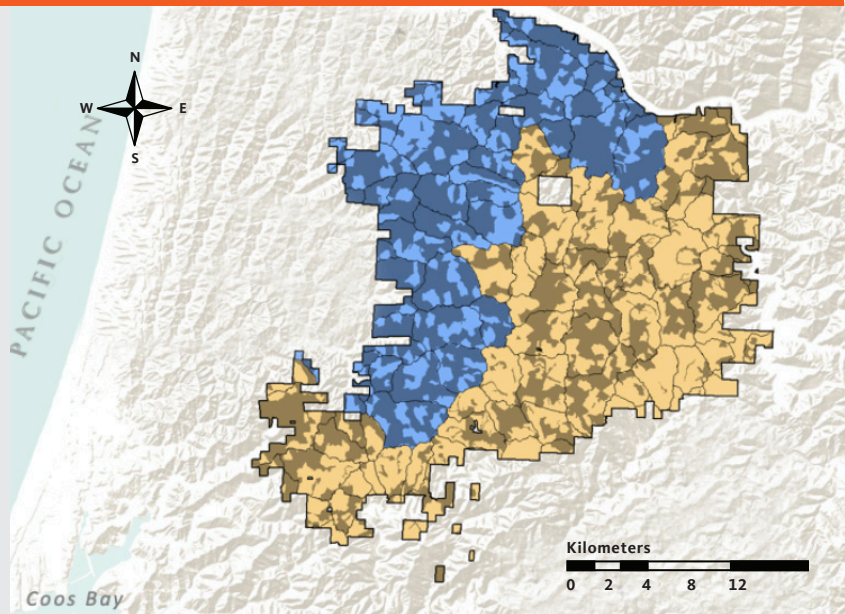 N
W E
S
PACIFIC OCEAN
Kilometers
0 2 4 8 12
Coos Bay